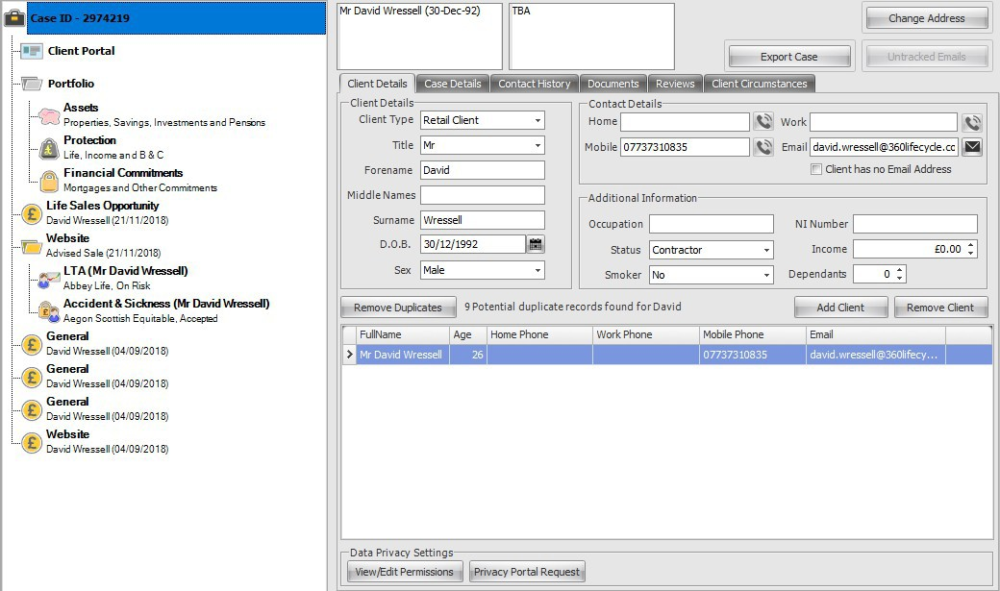 Case ID - 2974219
Client Portal
Portfolio
Assets
Properties, Savings, Investments and Pensions
Protection
Life, Income and B & C
Financial Commitments
Mortgages and Other Commitments
Life Sales Opportunity
David Wressell (21/11/2018)
Website
Advised Sale (21/11/2018)
LTA (Mr David Wressell)
Abbey Life, On Risk
Accident & Sickness (Mr David Wressell)
Aegon Scottish Equitable, Accepted
General
David Wressell (04/09/2018)
General
David Wressell (04/09/2018)
General
David Wressell (04/09/2018)
Website
David Wressell (04/09/2018)
Mr David Wressell (30-Dec-92) TBA
Change Address
Export Case Untracked Emails
Client Details Case Details Contact History Documents Reviews Client Circumstances
Client Details
Client Type Retail Client
Title Mr
Forename David
Middle Names
Surname Wressell
D.O.B. 30/12/1992
Sex Male
Contact Details
Home Work
Mobile 07737310835 Email david.wressell@360lifecycle.co
Client has no Email Address
Additional Information
Occupation NI Number
Status Contractor Income £0.00
Smoker No Dependants 0
Remove Duplicates 9 Potential duplicate records found for David Add Client Remove Client
FullName Age Home Phone Work Phone Mobile Phone Email
Mr David Wressell 26 07737310835 david.wressell@360lifecy...
Data Privacy Settings
View/Edit Permissions Privacy Portal Request